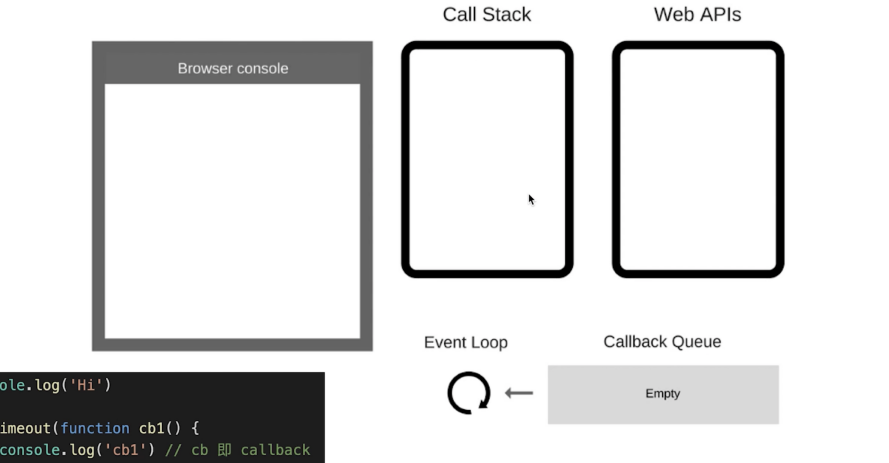 Call Stack
Web APIs
Browser console
Event Loop
Callback Queue
Empty
ole.log('Hi')
imeout(function cb1() {
console.log('cb1') // cb 即 callback